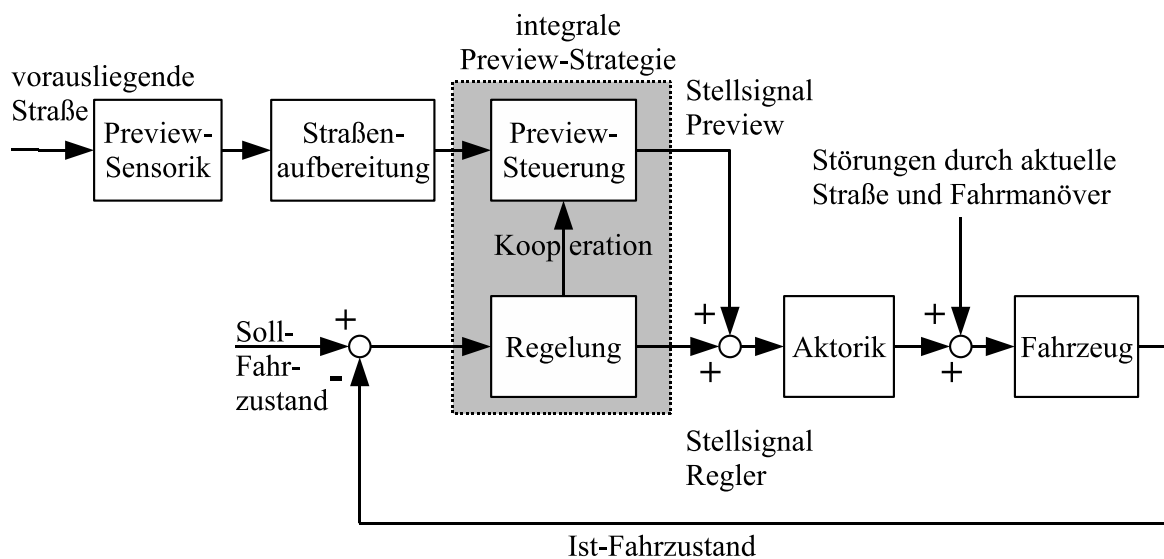 integrale
Preview-Strategie
vorausliegende
Straße
Preview-
Sensorik
Straßen-
aufbereitung
Preview-
Steuerung
Stellsignal
Preview
Störungen durch aktuelle
Straße und Fahrmanöver
Kooperation
Soll-
Fahr-
zustand
+
-
Regelung
+
+
Aktorik
+
+
Fahrzeug
Stellsignal
Regler
Ist-Fahrzustand